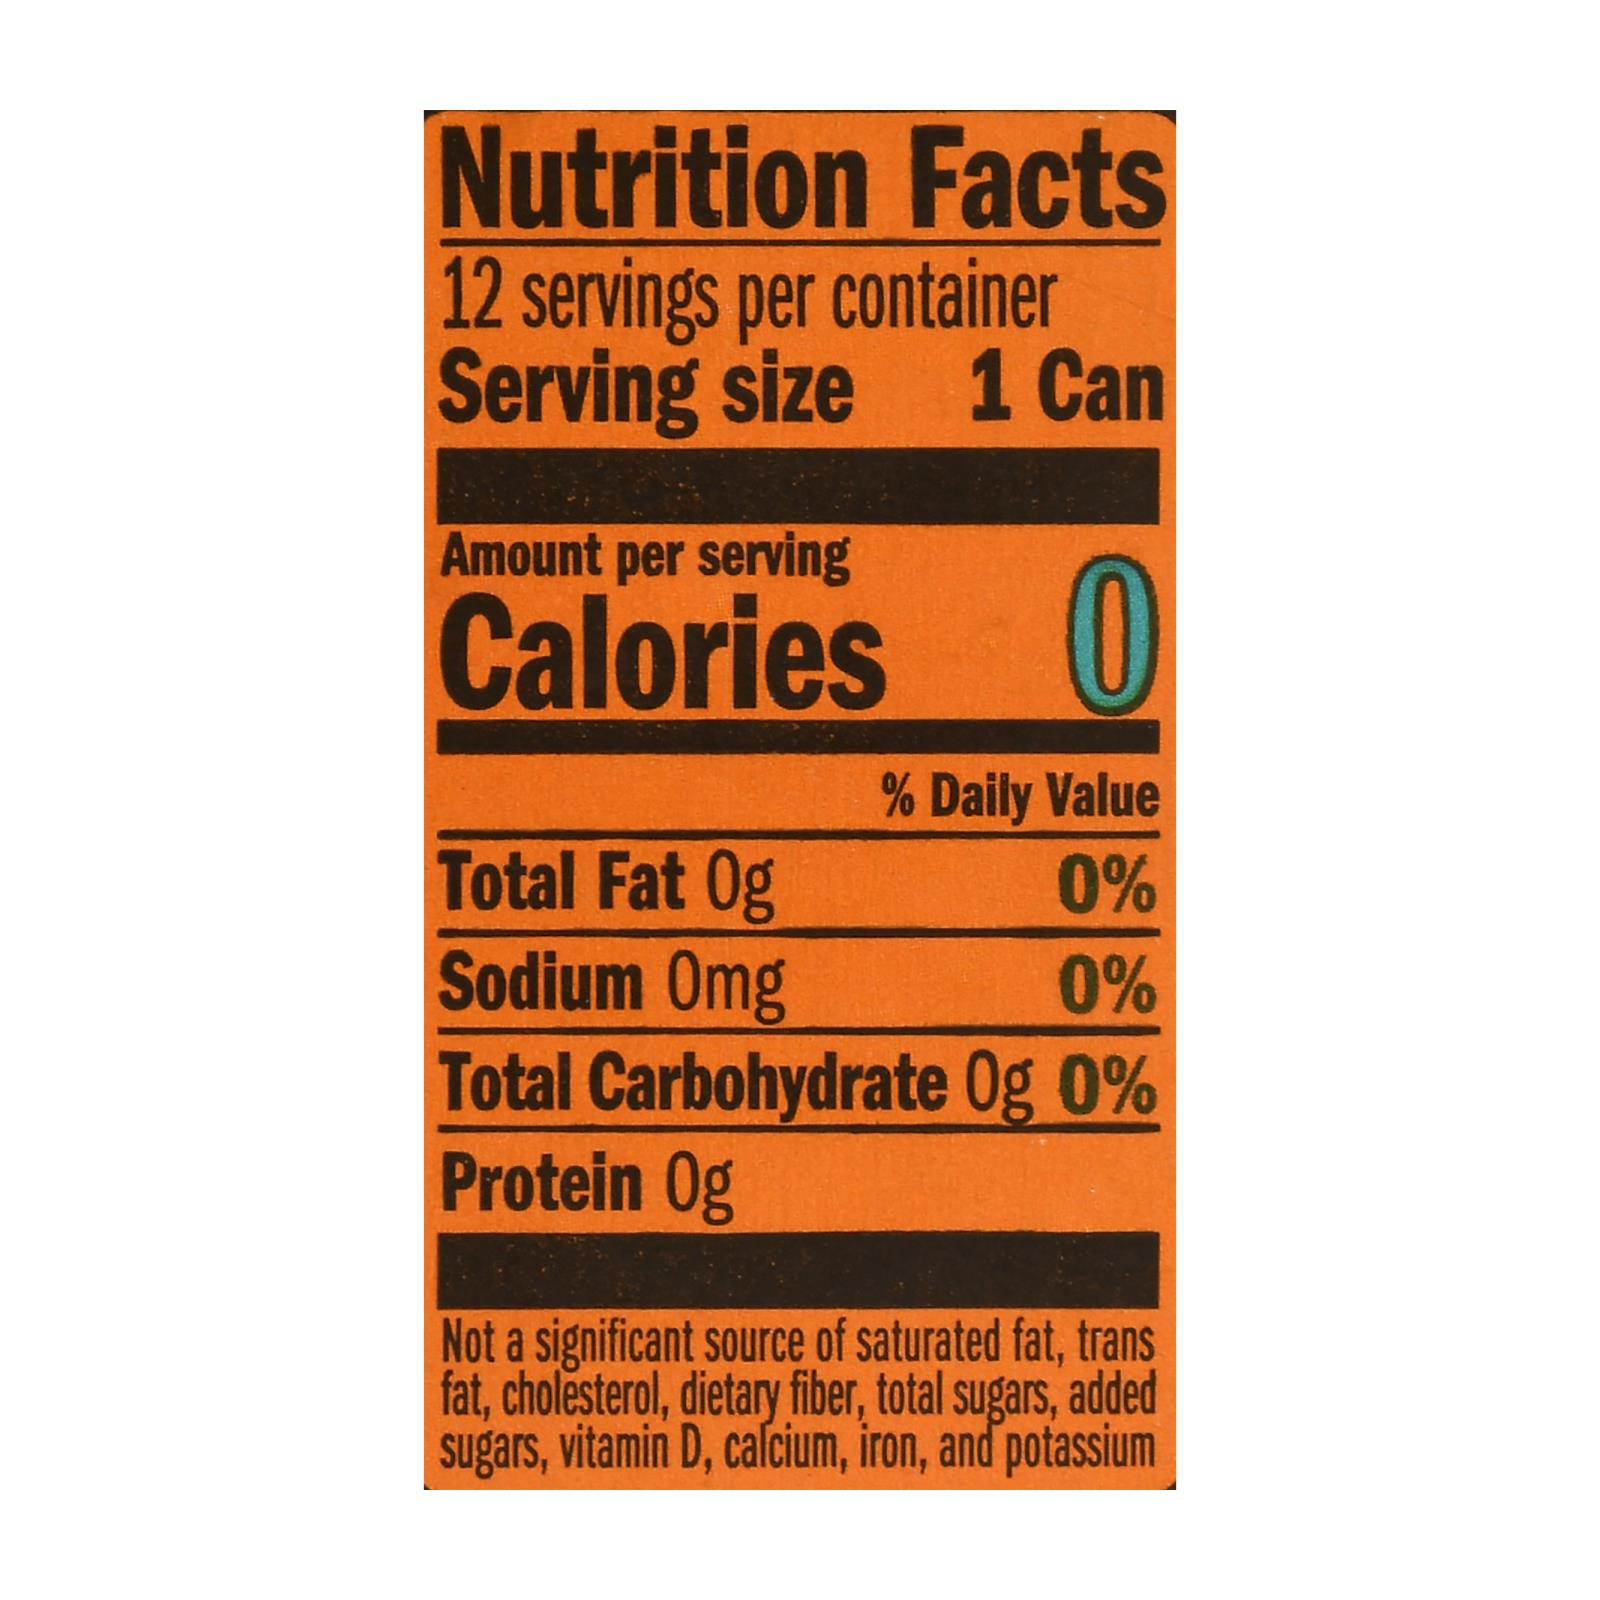 Nutrition Facts
12 servings per container
Serving size 1 Can
Amount per serving
Calories 0
% Daily Value
Total Fat 0g 0%
Sodium 0mg 0%
Total Carbohydrate 0g 0%
Protein 0g
Not a significant source of saturated fat, trans
fat, cholesterol, dietary fiber, total sugars, added
sugars, vitamin D, calcium, iron, and potassium